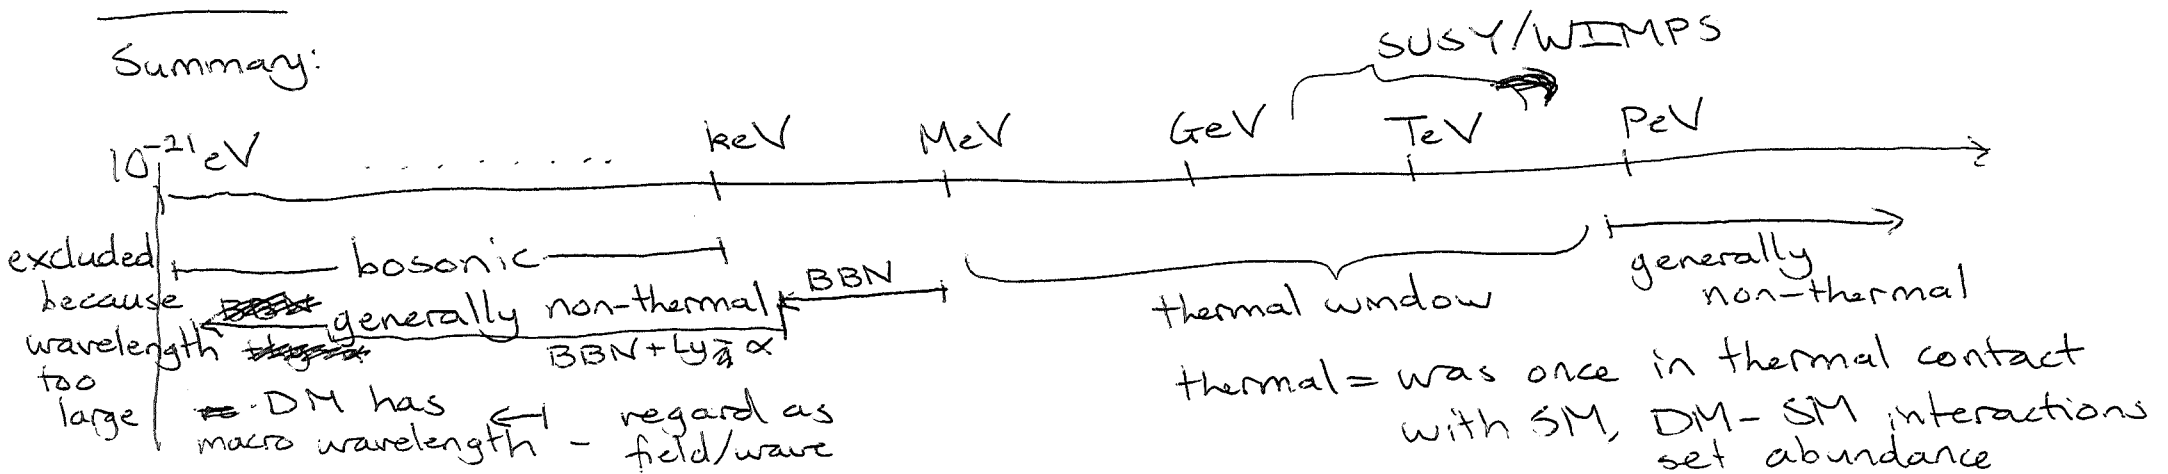 Summary:
SUSY/WIMPS
10⁻²¹ eV ........ keV MeV GeV TeV PeV
excluded
because
wavelength
too
large
bosonic
generally non-thermal
BBN
BBN + Ly-α
thermal window
generally
non-thermal
DM has
macro wavelength - regard as
field/wave
thermal = was once in thermal contact
with SM, DM-SM interactions
set abundance